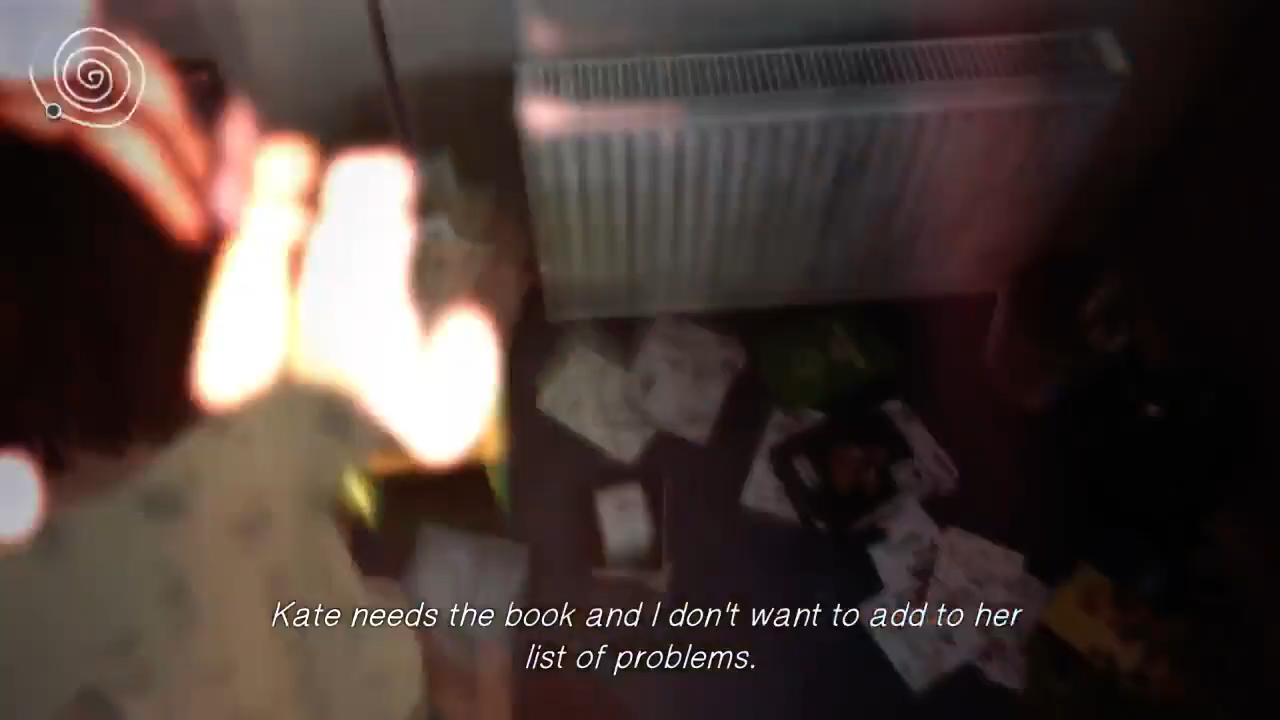 Kate needs the book and I don't want to add to her
list of problems.